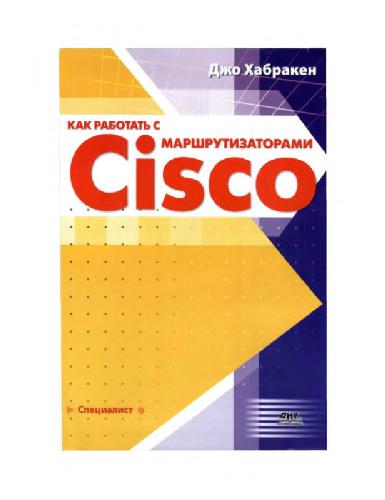 Джо Хабракен
КАК РАБОТАТЬ С
МАРШРУТИЗАТОРАМИ
Cisco
Специалист